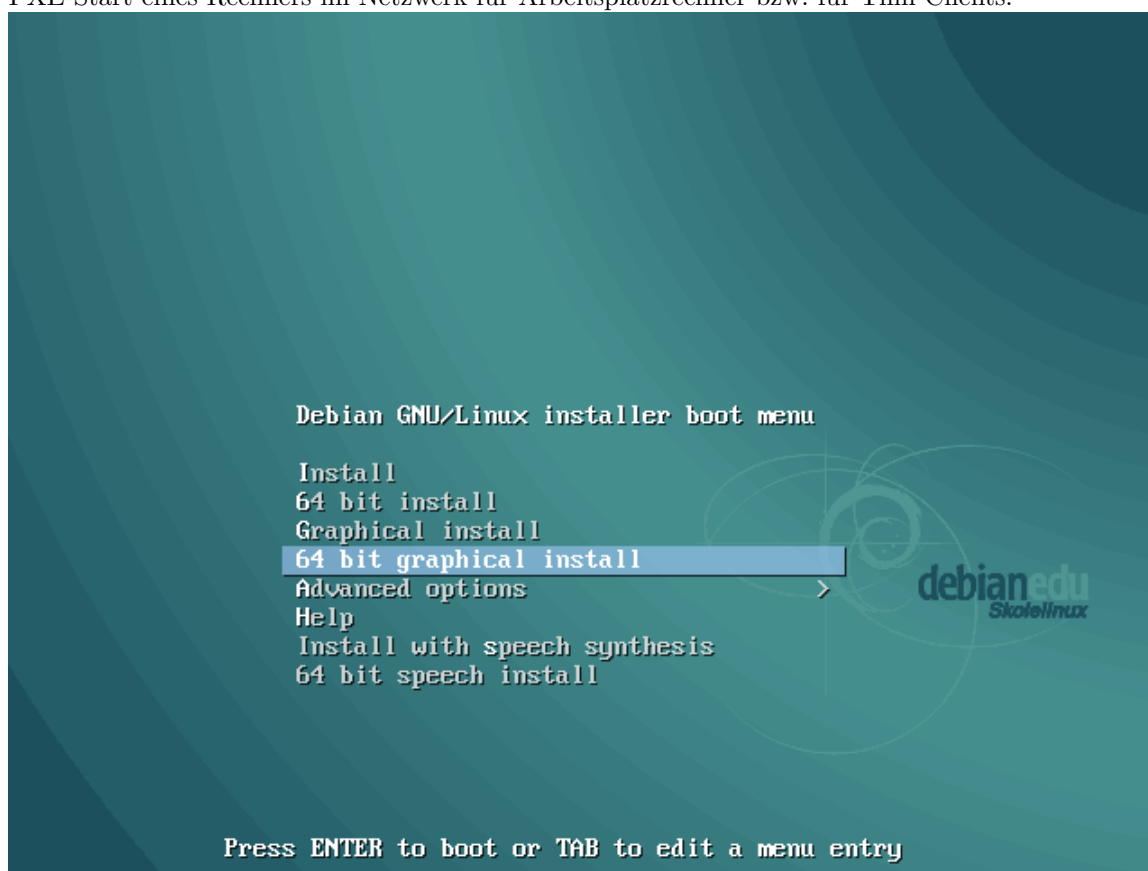 PXE-Start eines Rechners im Netzwerk für Arbeitsplatzrechner bzw. für Thin Clients.
Debian GNU/Linux installer boot menu
Install
64 bit install
Graphical install
64 bit graphical install
Advanced options >
Help
Install with speech synthesis
64 bit speech install
debianedu
Skolelinux
Press ENTER to boot or TAB to edit a menu entry